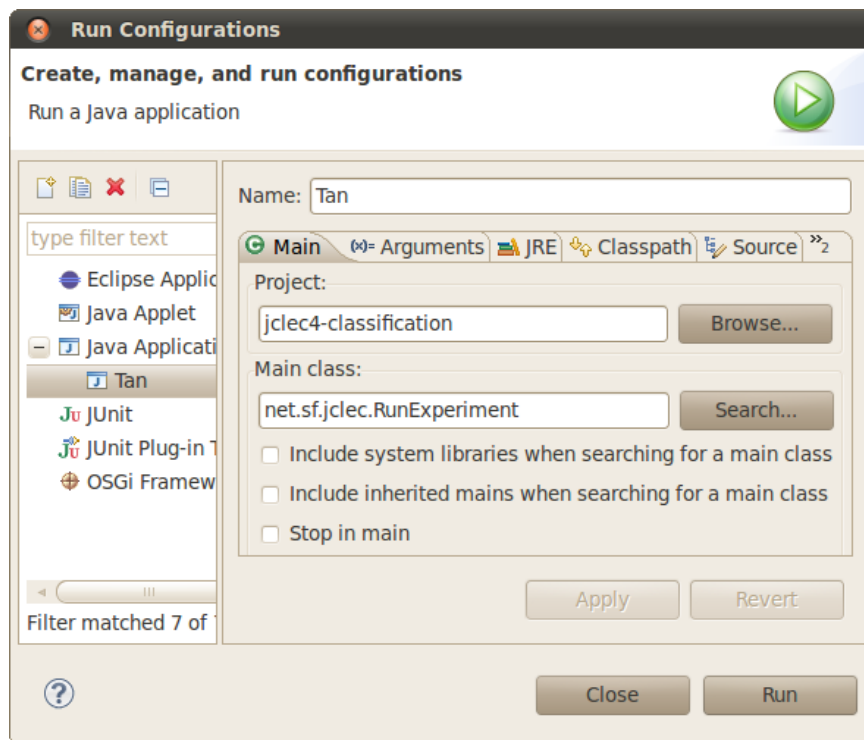 Run Configurations
Create, manage, and run configurations
Run a Java application
type filter text
Eclipse Applic
Java Applet
Java Applicati
Tan
JUnit
JUnit Plug-in T
OSGi Framew
Filter matched 7 of
Name: Tan
Main (x)= Arguments JRE Classpath Source »2
Project:
jclec4-classification Browse...
Main class:
net.sf.jclec.RunExperiment Search...
Include system libraries when searching for a main class
Include inherited mains when searching for a main class
Stop in main
Apply Revert
? Close Run